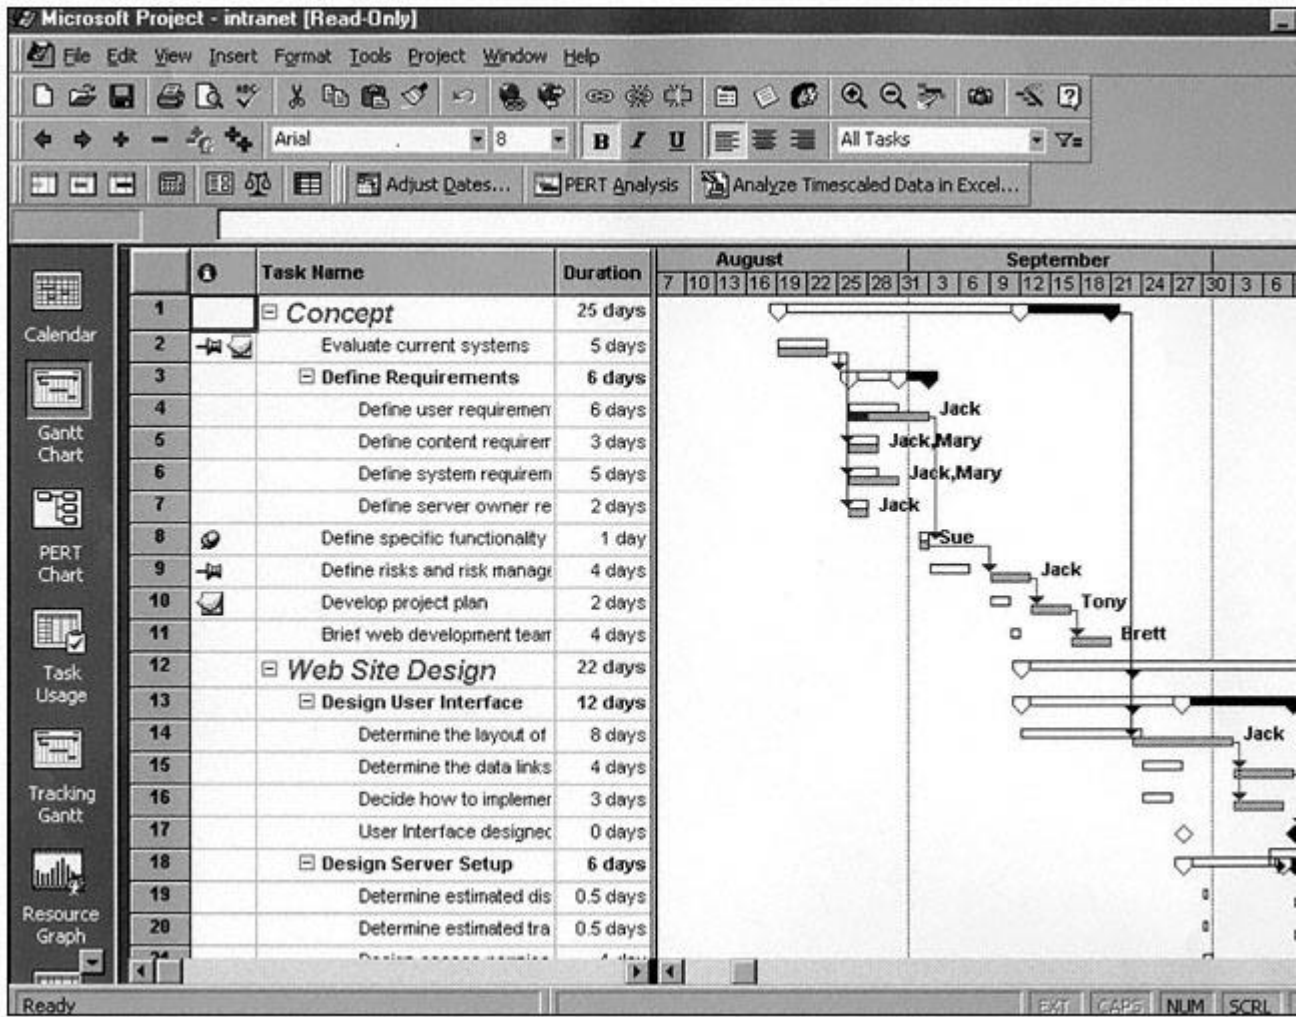 Microsoft Project - intranet [Read-Only]
File Edit View Insert Format Tools Project Window Help
ABC
Arial 8 B I U All Tasks
Adjust Dates... PERT Analysis Analyze Timescaled Data in Excel...
Task Name Duration August September
7 10 13 16 19 22 25 28 31 3 6 9 12 15 18 21 24 27 30 3 6
1 Concept 25 days
2 Evaluate current systems 5 days
3 Define Requirements 6 days
4 Define user requiremen 6 days Jack
5 Define content requirem 3 days Jack,Mary
6 Define system requirem 5 days Jack,Mary
7 Define server owner re 2 days Jack
8 Define specific functionality 1 day Sue
9 Define risks and risk manage 4 days Jack
10 Develop project plan 2 days Tony
11 Brief web development team 4 days Brett
12 Web Site Design 22 days
13 Design User Interface 12 days
14 Determine the layout of 8 days Jack
15 Determine the data links 4 days
16 Decide how to implemer 3 days
17 User Interface designec 0 days
18 Design Server Setup 6 days
19 Determine estimated dis 0.5 days
20 Determine estimated tra 0.5 days
Calendar
Gantt
Chart
PERT
Chart
Task
Usage
Tracking
Gantt
Resource
Graph
Ready EXT CAPS NUM SCRL